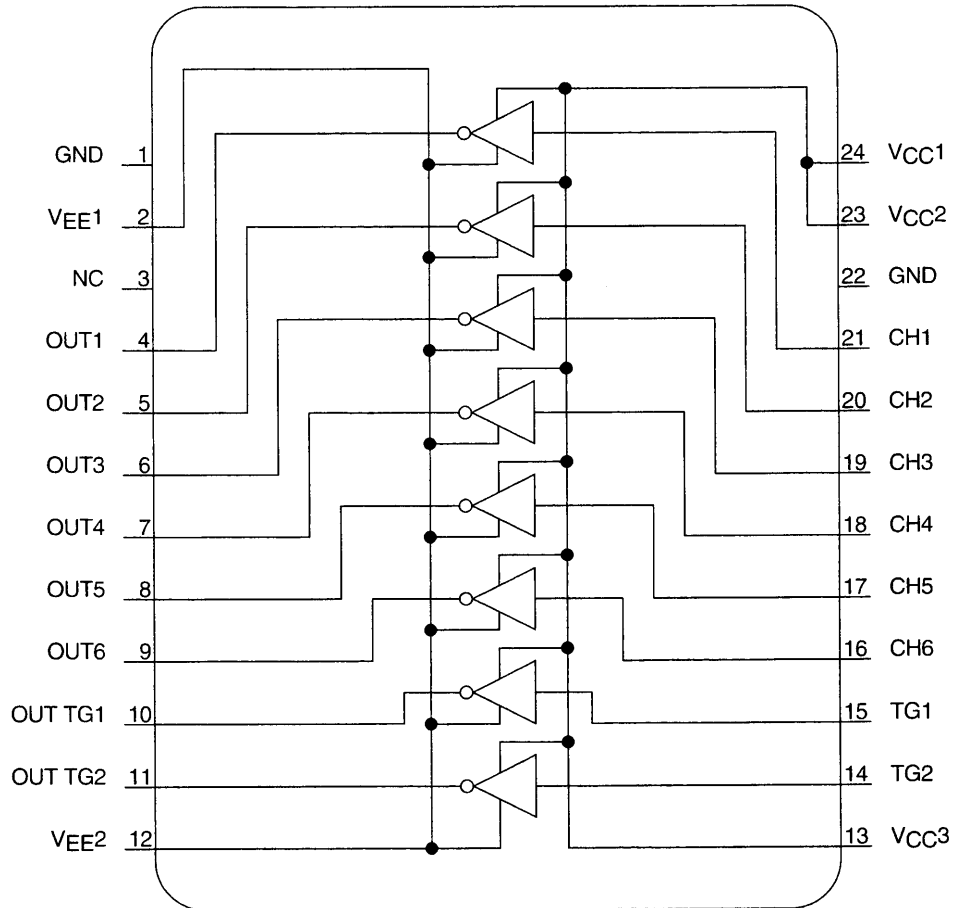 GND 1
VEE1 2
NC 3
OUT1 4
OUT2 5
OUT3 6
OUT4 7
OUT5 8
OUT6 9
OUT TG1 10
OUT TG2 11
VEE2 12
24 VCC1
23 VCC2
22 GND
21 CH1
20 CH2
19 CH3
18 CH4
17 CH5
16 CH6
15 TG1
14 TG2
13 VCC3